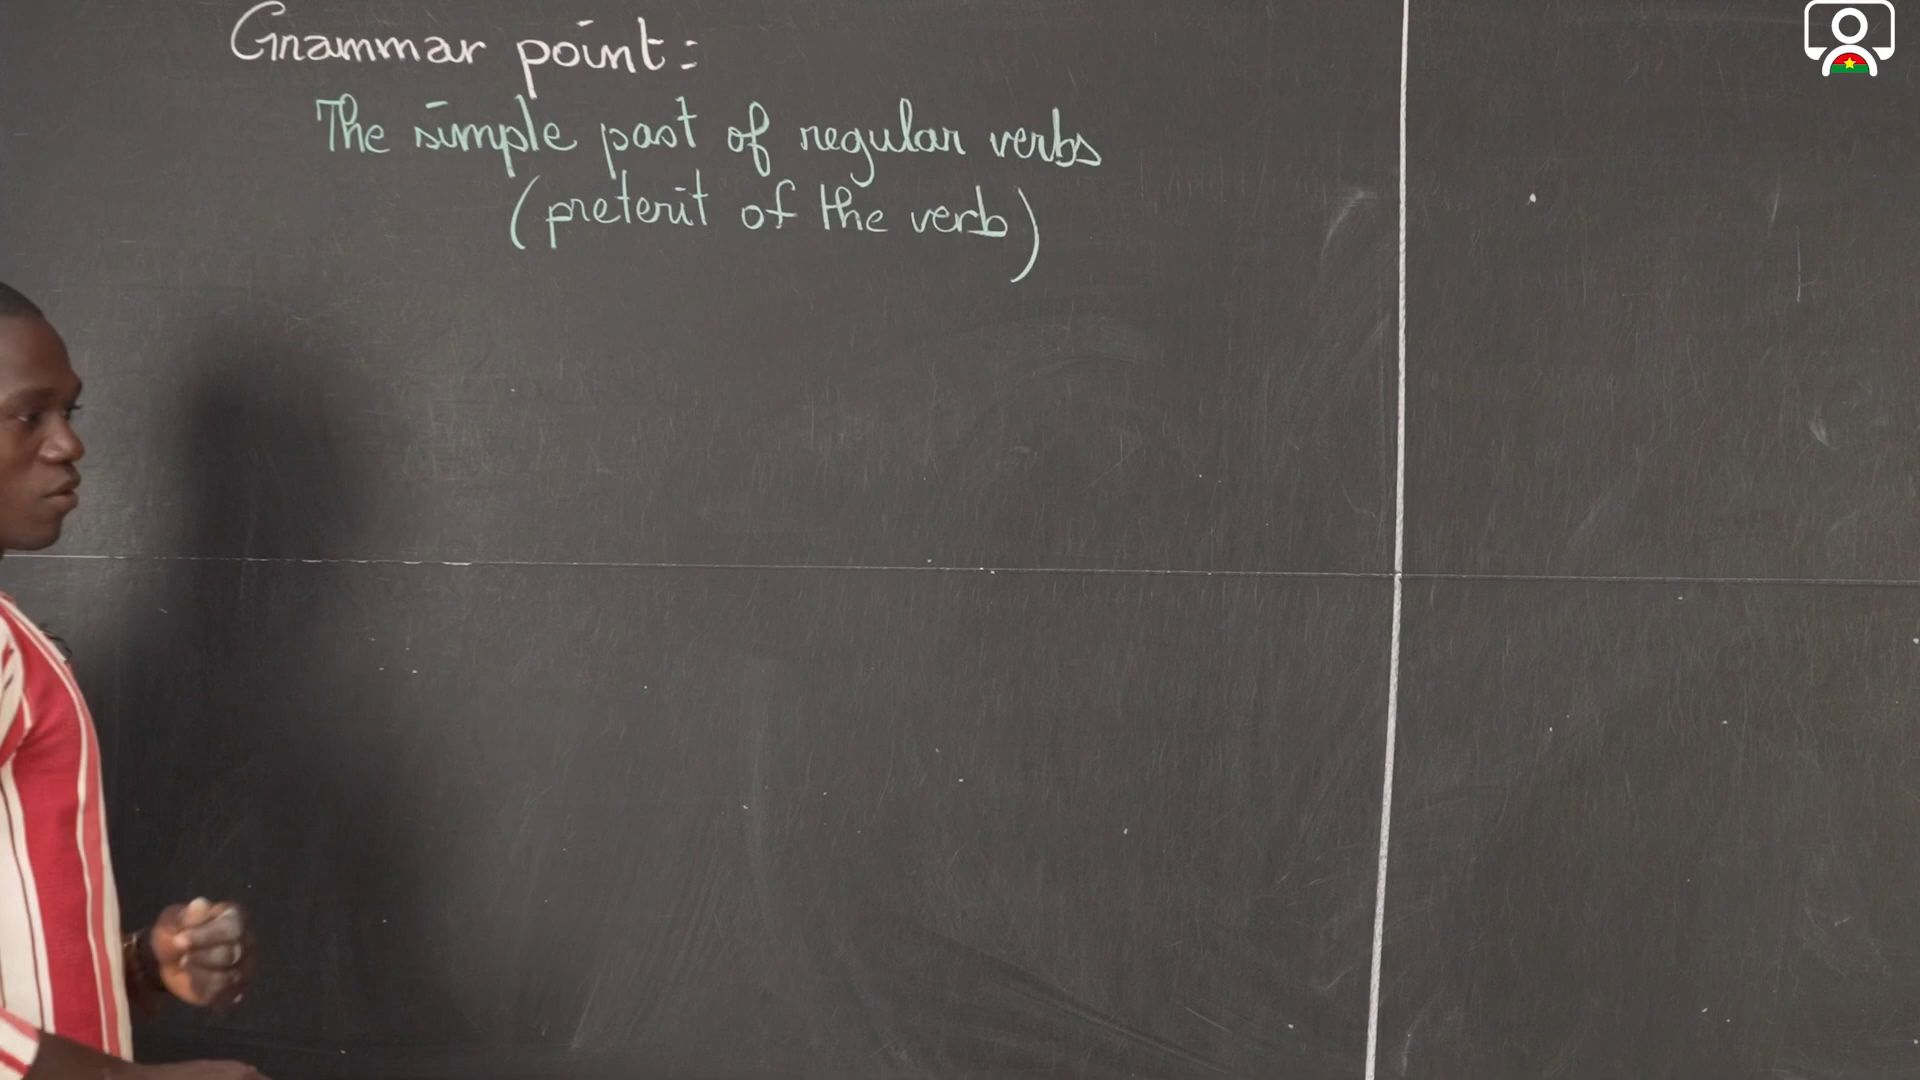 Grammar point:
The simple past of regular verbs
(preterit of the verb)